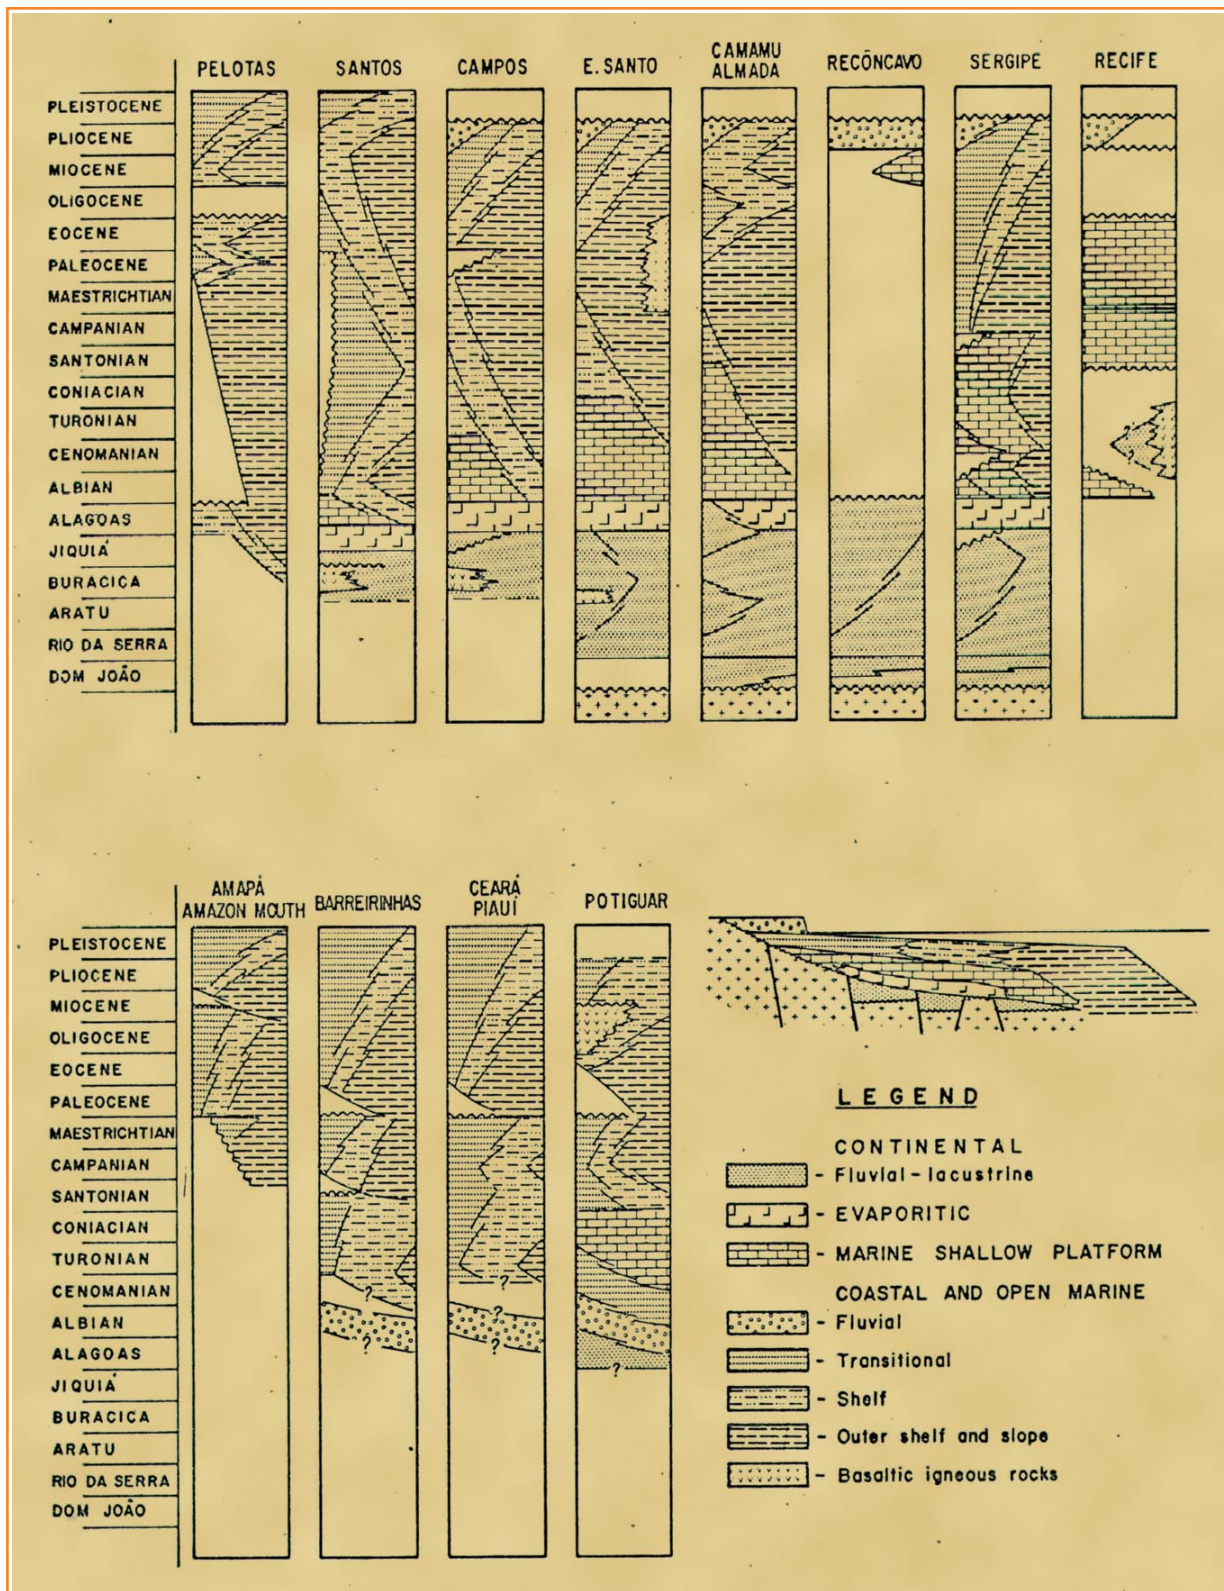 PELOTAS SANTOS CAMPOS E. SANTO CAMAMU ALMADA RECÔNCAVO SERGIPE RECIFE
PLEISTOCENE
PLIOCENE
MIOCENE
OLIGOCENE
EOCENE
PALEOCENE
MAESTRICHTIAN
CAMPANIAN
SANTONIAN
CONIACIAN
TURONIAN
CENOMANIAN
ALBIAN
ALAGOAS
JIQUIÁ
BURACICA
ARATU
RIO DA SERRA
DOM JOÃO
?
?
AMAPÁ AMAZON MOUTH BARREIRINHAS CEARÁ PIAUÍ POTIGUAR
PLEISTOCENE
PLIOCENE
MIOCENE
OLIGOCENE
EOCENE
PALEOCENE
MAESTRICHTIAN
CAMPANIAN
SANTONIAN
CONIACIAN
TURONIAN
CENOMANIAN
ALBIAN
ALAGOAS
JIQUIÁ
BURACICA
ARATU
RIO DA SERRA
DOM JOÃO
?
?
?
?
?
?
LEGEND
CONTINENTAL
- Fluvial-lacustrine
- EVAPORITIC
- MARINE SHALLOW PLATFORM
COASTAL AND OPEN MARINE
- Fluvial
- Transitional
- Shelf
- Outer shelf and slope
- Basaltic igneous rocks